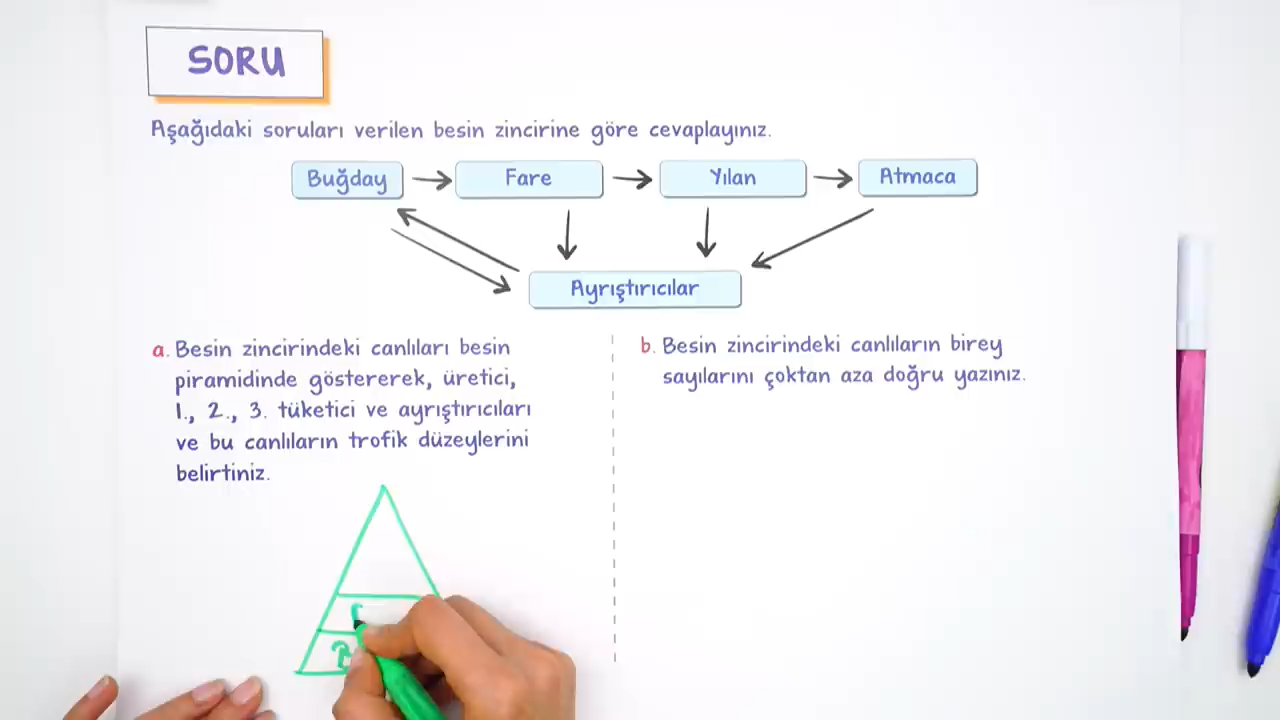 SORU
Aşağıdaki soruları verilen besin zincirine göre cevaplayınız.
Buğday
Fare
Yılan
Atmaca
Ayrıştırıcılar
a. Besin zincirindeki canlıları besin
piramidinde göstererek, üretici,
1., 2., 3. tüketici ve ayrıştırıcıları
ve bu canlıların trofik düzeylerini
belirtiniz.
b. Besin zincirindeki canlıların birey
sayılarını çoktan aza doğru yazınız.